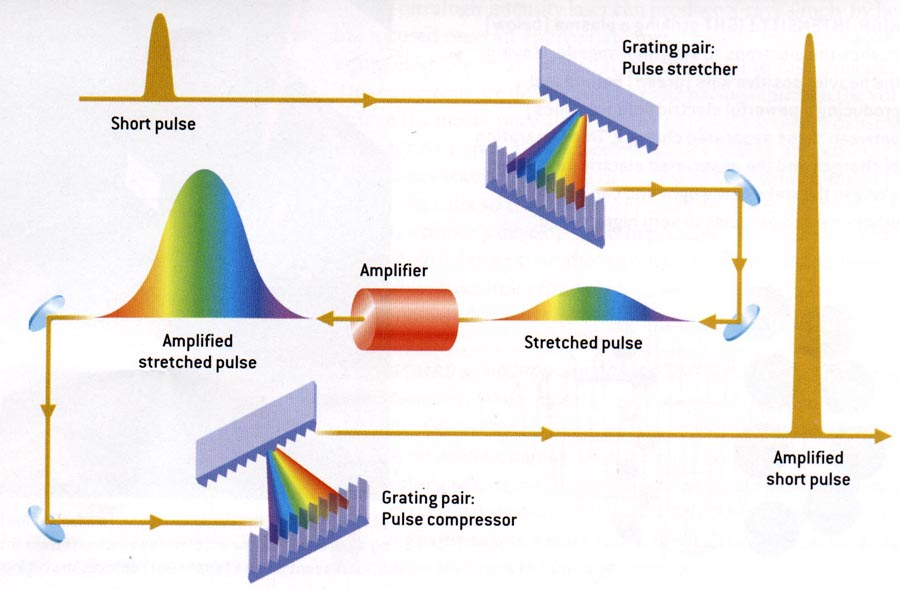 Grating pair:
Pulse stretcher
Short pulse
Amplifier
Amplified
stretched pulse
Stretched pulse
Grating pair:
Pulse compressor
Amplified
short pulse